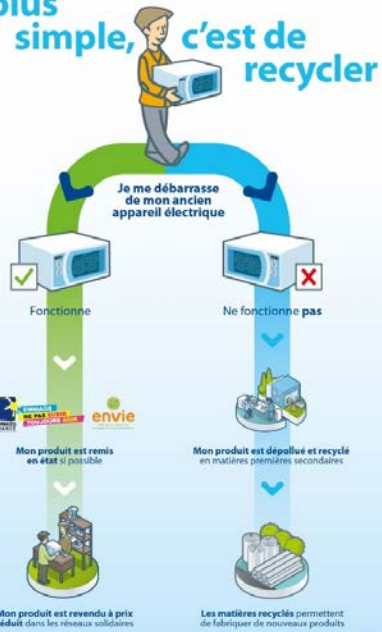 plus
simple, c'est de
recycler
Je me débarrasse
de mon ancien
appareil électrique
Fonctionne
Ne fonctionne pas
envie
Mon produit est remis
en état si possible
Mon produit est dépollué et recyclé
en matières premières secondaires
Mon produit est revendu à prix
réduit dans les réseaux solidaires
Les matières recyclés permettent
de fabriquer de nouveaux produits